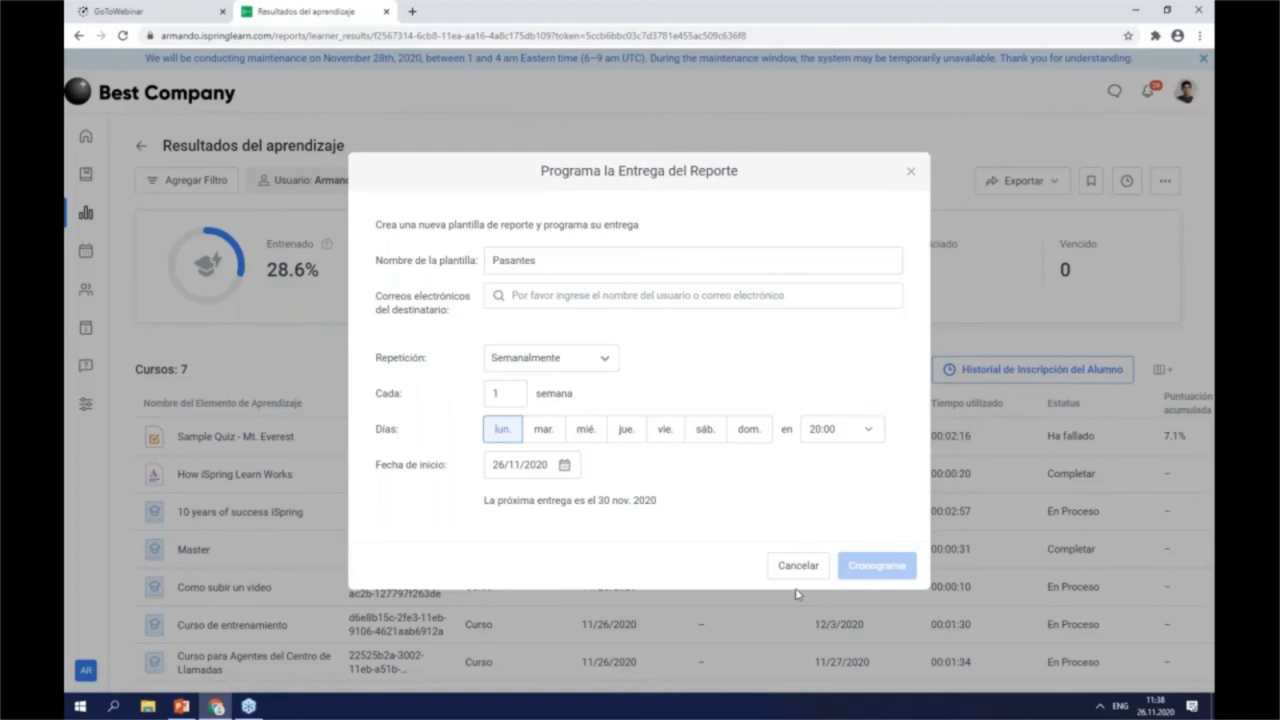 GoToWebinar
Resultados del aprendizaje
armando.ispringlearn.com/reports/learner_results/f2567314-6cb8-11ea-aa16-4a8c175db109?token=5ccb6bbc03c7d3781e455ac509c636f8
We will be conducting maintenance on November 28th, 2020, between 1 and 4 am Eastern time (6–9 am UTC). During the maintenance window, the system may be temporarily unavailable. Thank you for understanding.
Best Company
29
Resultados del aprendizaje
Agregar Filtro
Usuario: Armando
Exportar
Programa la Entrega del Reporte
Crea una nueva plantilla de reporte y programa su entrega
Nombre de la plantilla:
Pasantes
Correos electrónicos
del destinatario:
Por favor ingrese el nombre del usuario o correo electrónico
Repetición:
Semanalmente
Cada:
1
semana
Días:
lun.
mar.
mié.
jue.
vie.
sáb.
dom.
en
20:00
Fecha de inicio:
26/11/2020
La próxima entrega es el 30 nov. 2020
Cancelar
Cronograma
Entrenado
28.6%
iciado
Vencido
0
Cursos: 7
Historial de Inscripción del Alumno
Nombre del Elemento de Aprendizaje
Tiempo utilizado
Estatus
Puntuación
acumulada
Sample Quiz - Mt. Everest
00:02:16
Ha fallado
7.1%
How iSpring Learn Works
00:00:20
Completar
–
10 years of success iSpring
00:02:57
En Proceso
–
Master
00:00:31
Completar
–
Como subir un video
ac2b-127797f263de
00:00:10
En Proceso
–
Curso de entrenamiento
d6e8b15c-2fe3-11eb-
9106-4621aab6912a
Curso
11/26/2020
–
12/3/2020
00:01:30
En Proceso
–
Curso para Agentes del Centro de
Llamadas
22525b2a-3002-
11eb-a51b-...
Curso
11/26/2020
–
11/27/2020
00:01:34
En Proceso
–
AR
ENG
11:38
26.11.2020